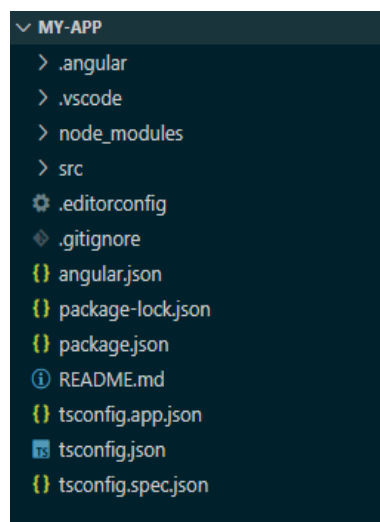 MY-APP
.angular
.vscode
node_modules
src
.editorconfig
.gitignore
{} angular.json
{} package-lock.json
{} package.json
README.md
{} tsconfig.app.json
TS tsconfig.json
{} tsconfig.spec.json